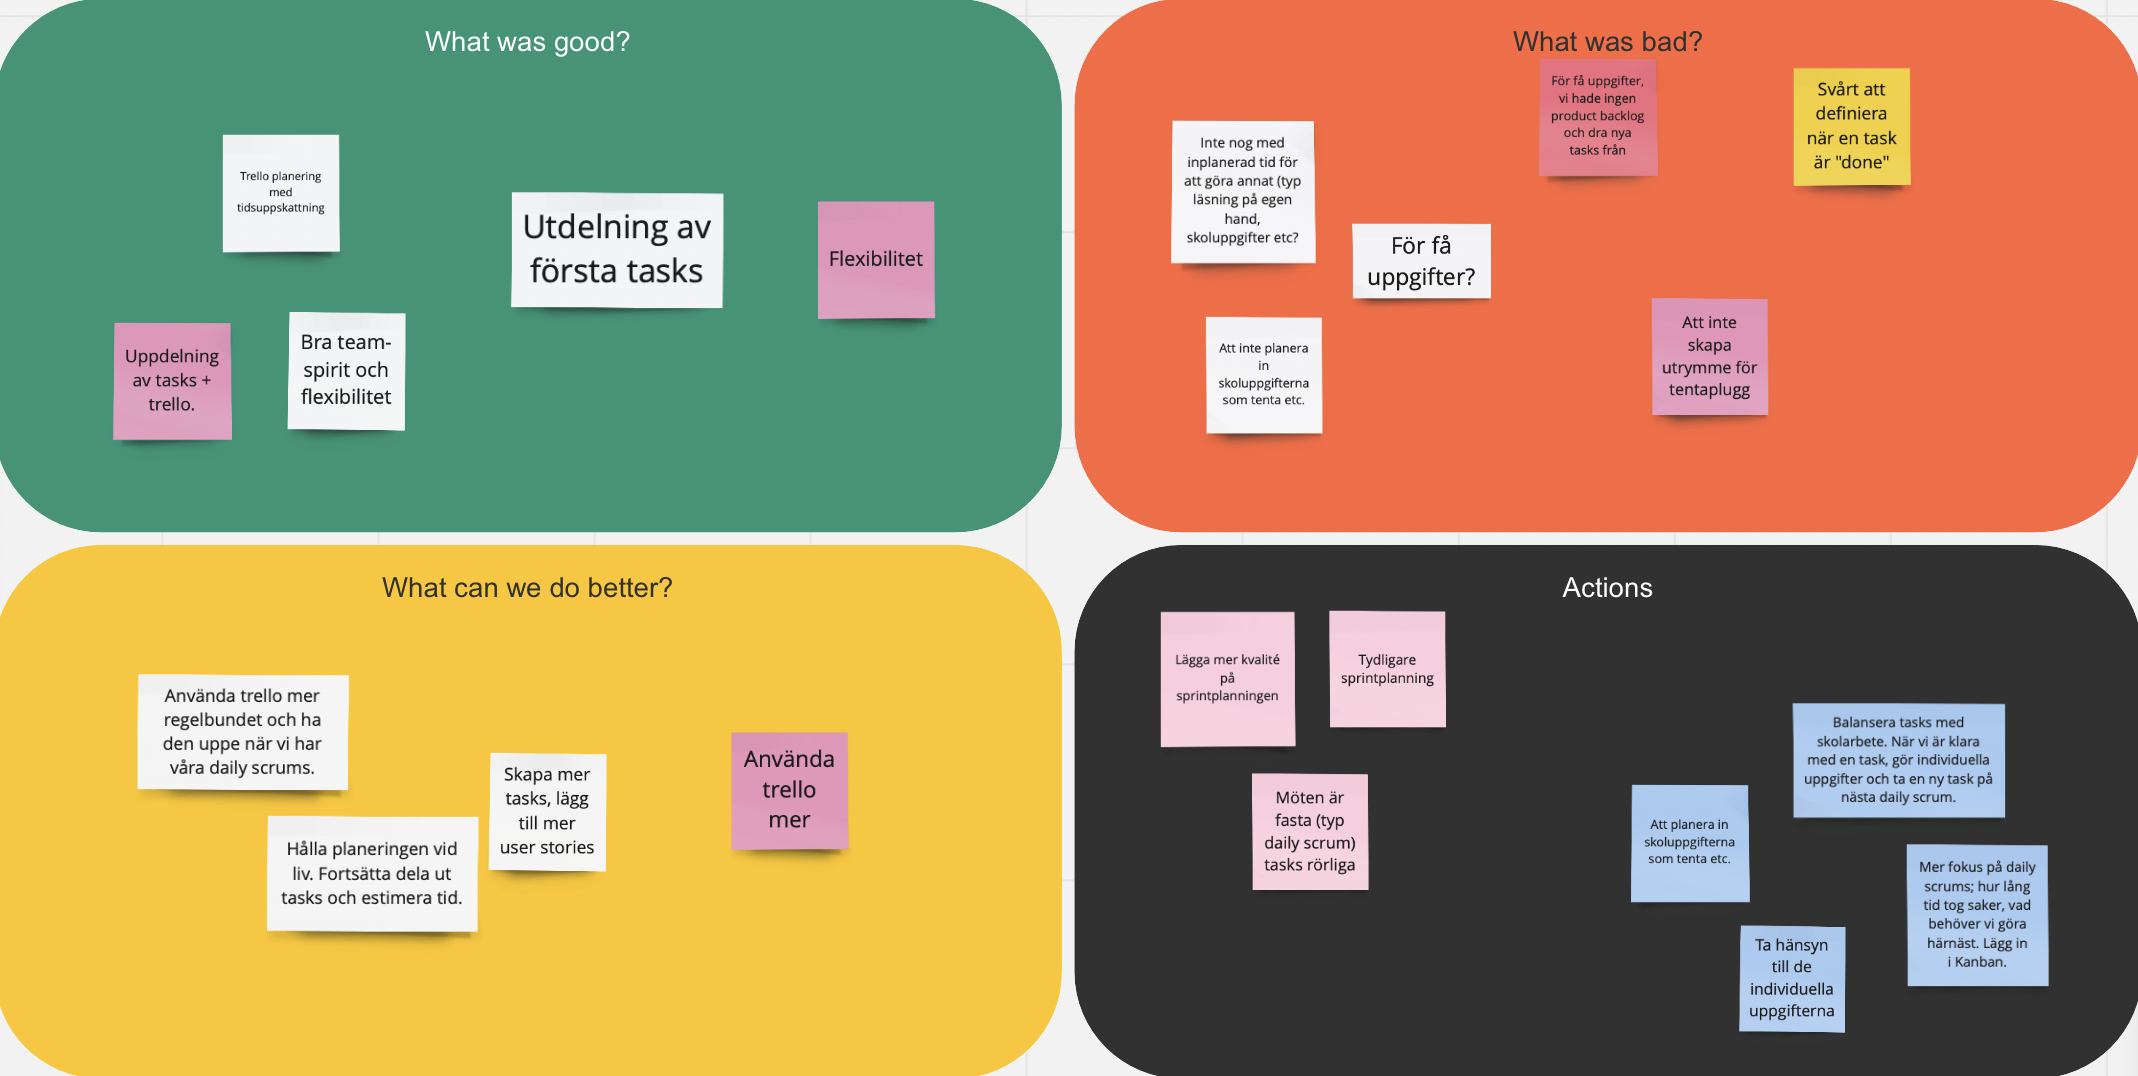 What was good?
Trello planering
med
tidsuppskattning
Utdelning av
första tasks
Flexibilitet
Uppdelning
av tasks +
trello.
Bra team-
spirit och
flexibilitet
What was bad?
För få uppgifter,
vi hade ingen
product backlog
och dra nya
tasks från
Svårt att
definiera
när en task
är "done"
Inte nog med
inplanerad tid för
att göra annat (typ
läsning på egen
hand,
skoluppgifter etc?
För få
uppgifter?
Att inte planera
in
skoluppgifterna
som tenta etc.
Att inte
skapa
utrymme för
tentaplugg
What can we do better?
Använda trello mer
regelbundet och ha
den uppe när vi har
våra daily scrums.
Hålla planeringen vid
liv. Fortsätta dela ut
tasks och estimera tid.
Skapa mer
tasks, lägg
till mer
user stories
Använda
trello
mer
Actions
Lägga mer kvalité
på
sprintplanningen
Tydligare
sprintplanning
Möten är
fasta (typ
daily scrum)
tasks rörliga
Balansera tasks med
skolarbete. När vi är klara
med en task, gör individuella
uppgifter och ta en ny task på
nästa daily scrum.
Att planera in
skoluppgifterna
som tenta etc.
Mer fokus på daily
scrums; hur lång
tid tog saker, vad
behöver vi göra
härnäst. Lägg in
i Kanban.
Ta hänsyn
till de
individuella
uppgifterna